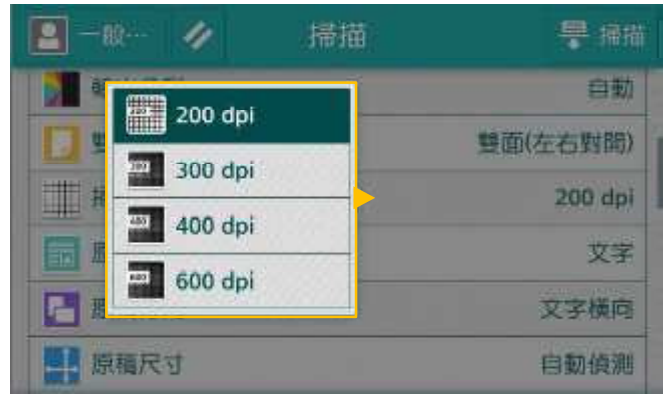 一般… 掃描 掃描
自動
200 dpi
雙面(左右對開)
300 dpi
200 dpi
400 dpi
文字
600 dpi
文字橫向
原稿尺寸 自動偵測